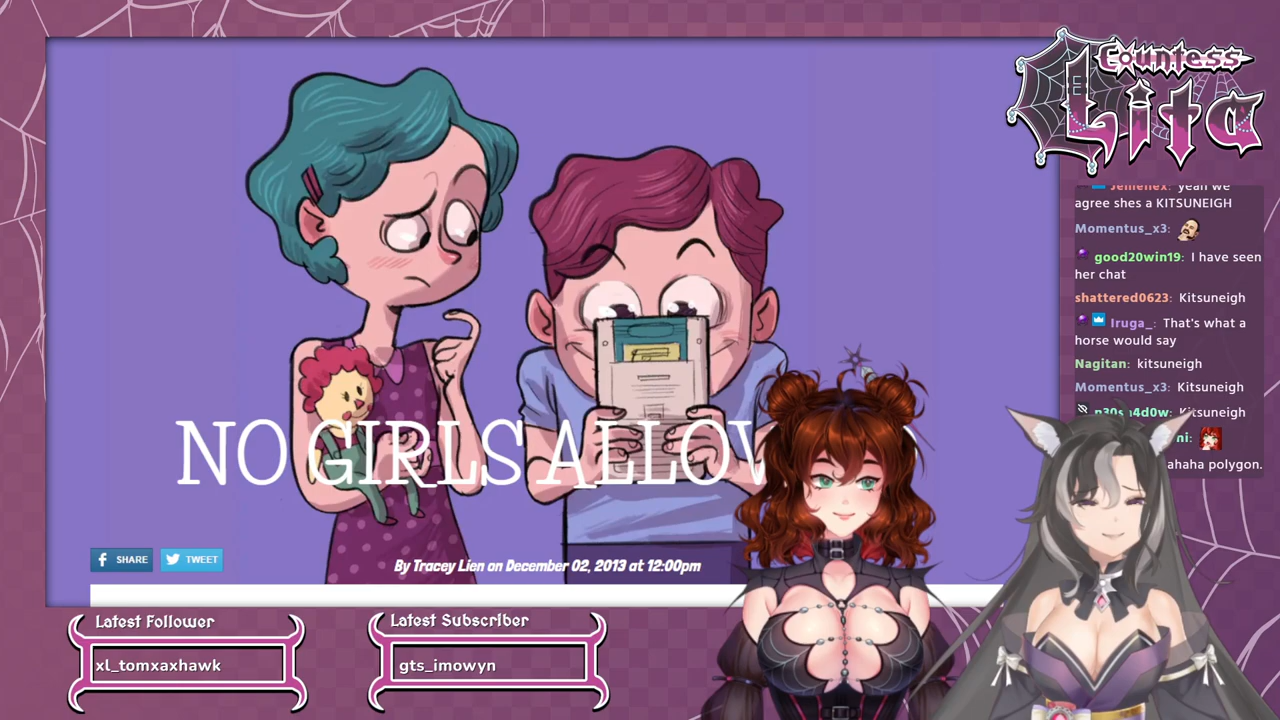 Countess
Lita
Jemenex: yeah we
agree shes a KITSUNEIGH
Momentus_x3:
good20win19: I have seen
her chat
shattered0623: Kitsuneigh
Iruga_: That's what a
horse would say
Nagitan: kitsuneigh
Momentus_x3: Kitsuneigh
Kitsuneigh
ni:
ahaha polygon.
NO GIRLS ALLOW
SHARE
TWEET
By Tracey Lien on December 02, 2013 at 12:00pm
Latest Follower
xl_tomxaxhawk
Latest Subscriber
gts_imowyn